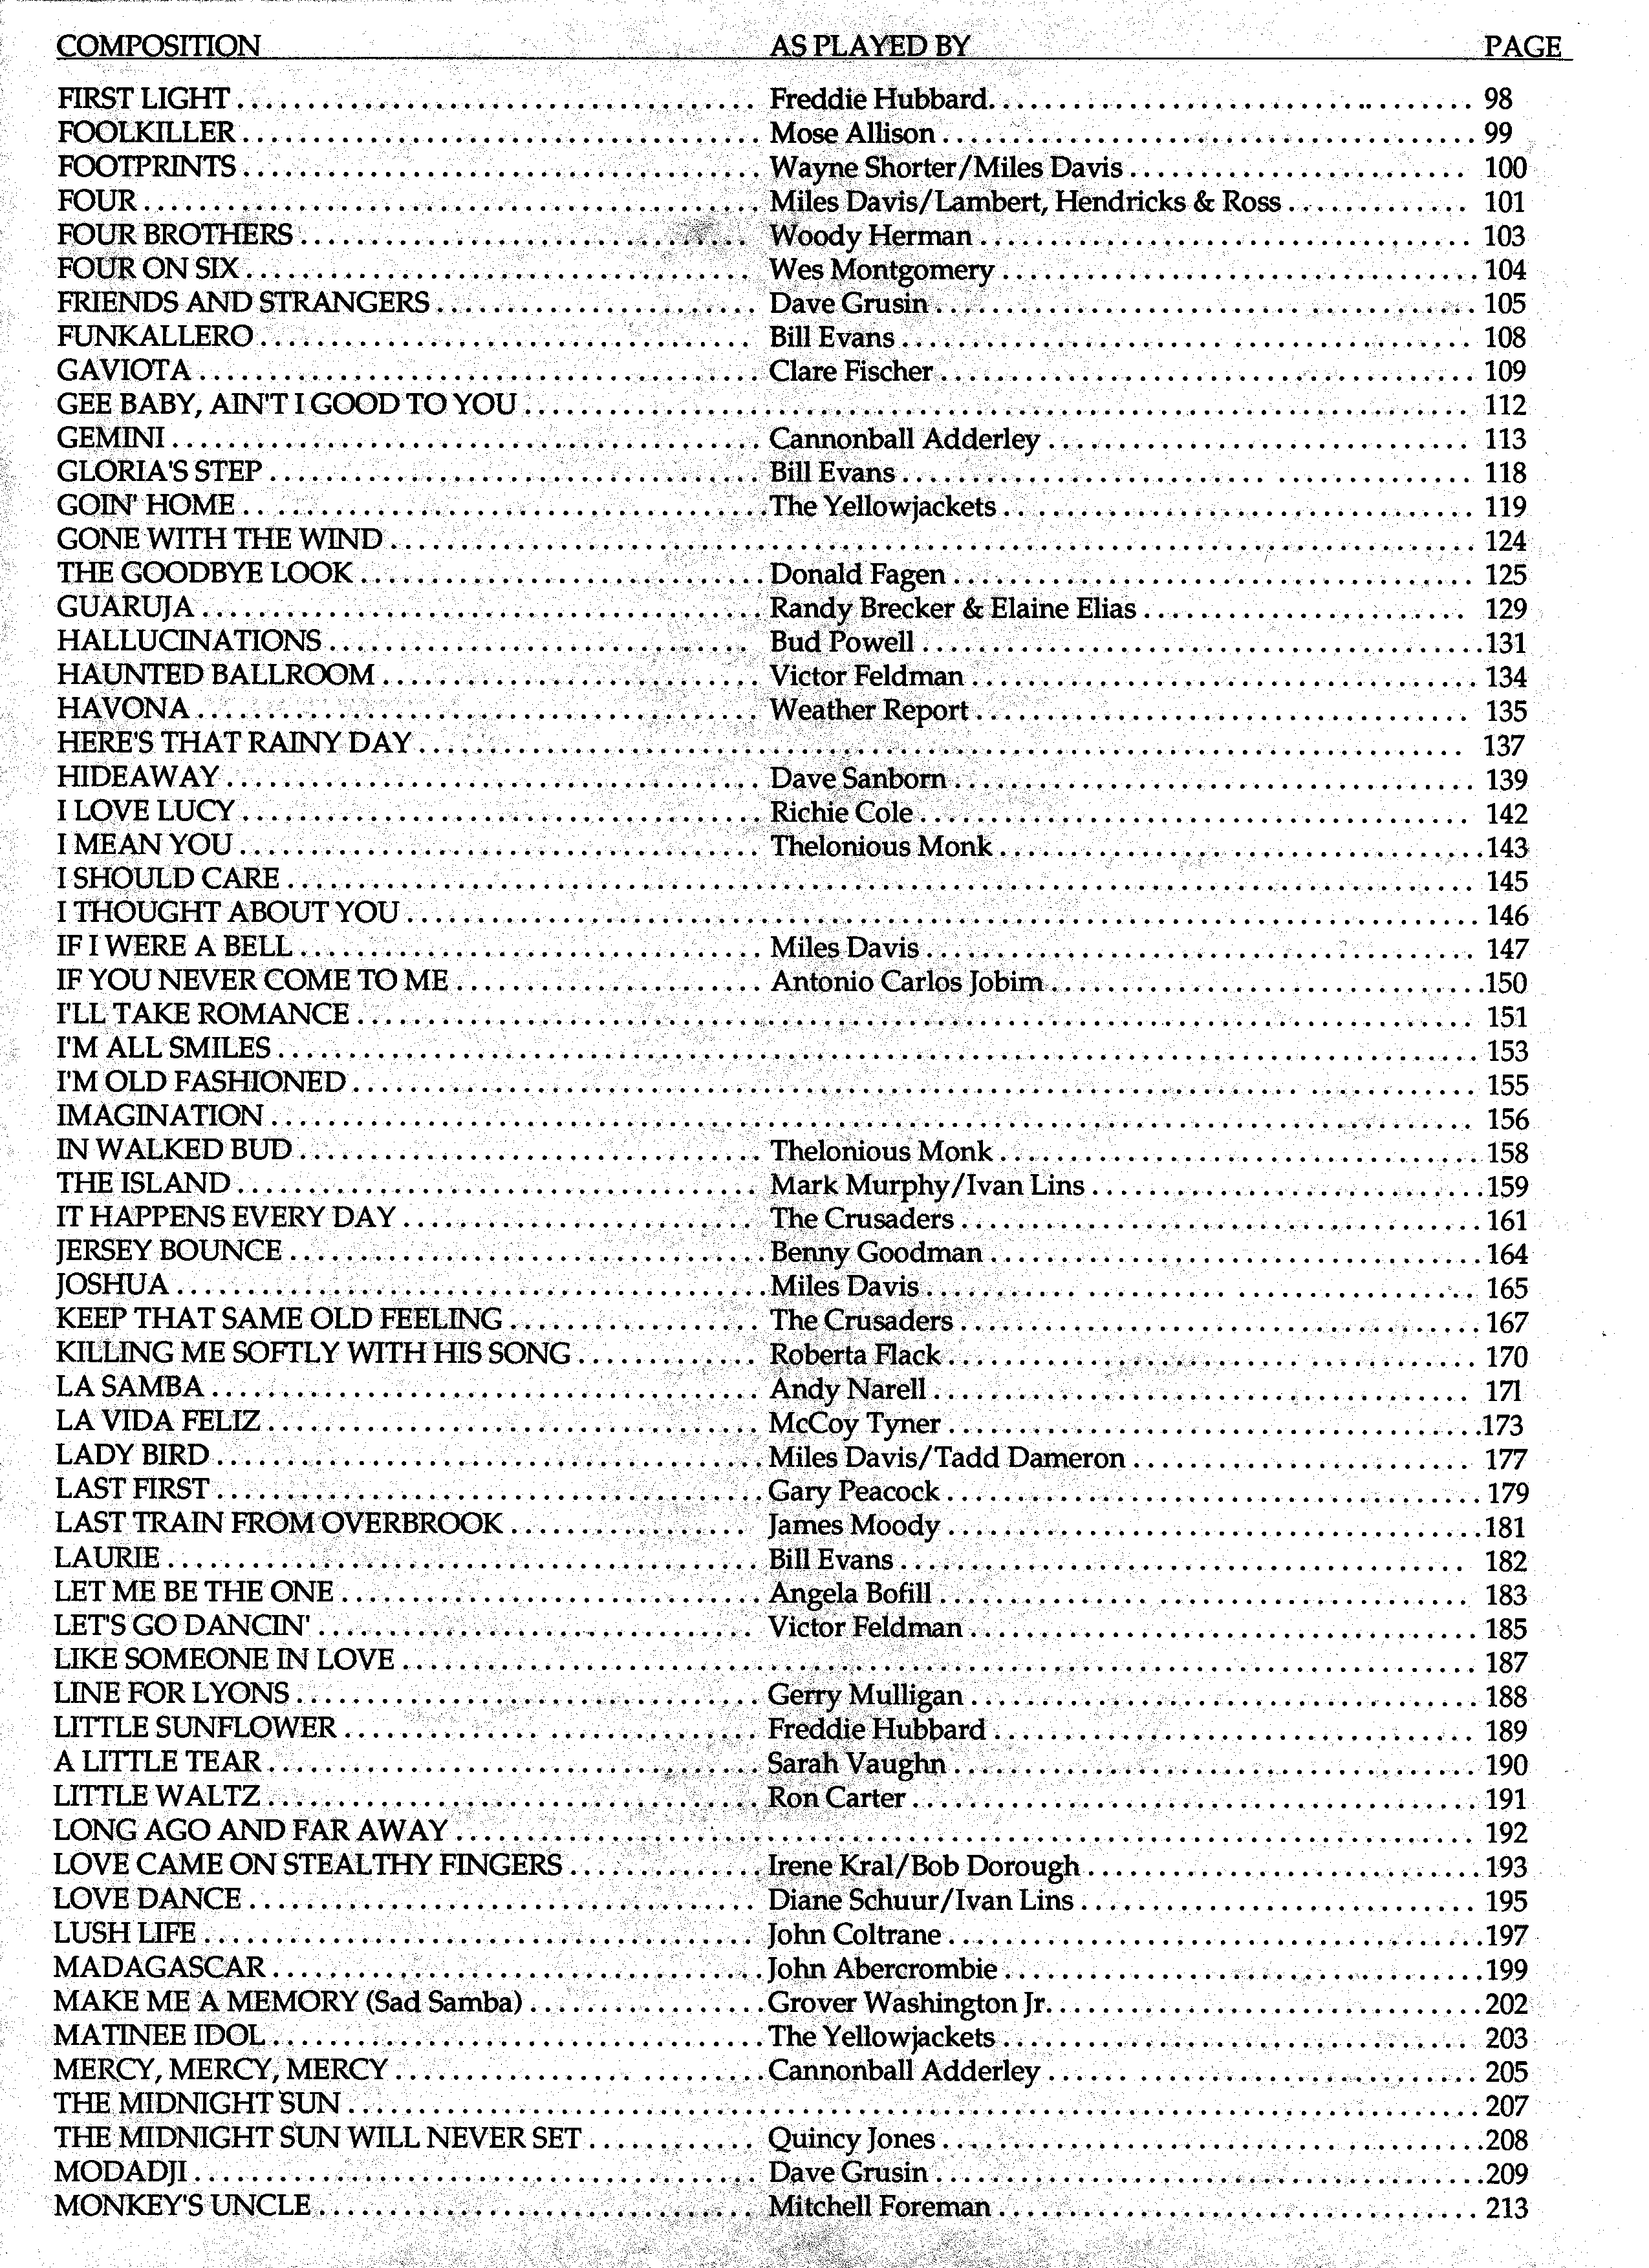 COMPOSITION AS PLAYED BY PAGE
FIRST LIGHT Freddie Hubbard 98
FOOLKILLER Mose Allison 99
FOOTPRINTS Wayne Shorter/Miles Davis 100
FOUR Miles Davis/Lambert, Hendricks & Ross 101
FOUR BROTHERS Woody Herman 103
FOUR ON SIX Wes Montgomery 104
FRIENDS AND STRANGERS Dave Grusin 105
FUNKALLERO Bill Evans 108
GAVIOTA Clare Fischer 109
GEE BABY, AIN'T I GOOD TO YOU 112
GEMINI Cannonball Adderley 113
GLORIA'S STEP Bill Evans 118
GOIN' HOME The Yellowjackets 119
GONE WITH THE WIND 124
THE GOODBYE LOOK Donald Fagen 125
GUARUJA Randy Brecker & Elaine Elias 129
HALLUCINATIONS Bud Powell 131
HAUNTED BALLROOM Victor Feldman 134
HAVONA Weather Report 135
HERE'S THAT RAINY DAY 137
HIDEAWAY Dave Sanborn 139
I LOVE LUCY Richie Cole 142
I MEAN YOU Thelonious Monk 143
I SHOULD CARE 145
I THOUGHT ABOUT YOU 146
IF I WERE A BELL Miles Davis 147
IF YOU NEVER COME TO ME Antonio Carlos Jobim 150
I'LL TAKE ROMANCE 151
I'M ALL SMILES 153
I'M OLD FASHIONED 155
IMAGINATION 156
IN WALKED BUD Thelonious Monk 158
THE ISLAND Mark Murphy/Ivan Lins 159
IT HAPPENS EVERY DAY The Crusaders 161
JERSEY BOUNCE Benny Goodman 164
JOSHUA Miles Davis 165
KEEP THAT SAME OLD FEELING The Crusaders 167
KILLING ME SOFTLY WITH HIS SONG Roberta Flack 170
LA SAMBA Andy Narell 171
LA VIDA FELIZ McCoy Tyner 173
LADY BIRD Miles Davis/Tadd Dameron 177
LAST FIRST Gary Peacock 179
LAST TRAIN FROM OVERBROOK James Moody 181
LAURIE Bill Evans 182
LET ME BE THE ONE Angela Bofill 183
LET'S GO DANCIN' Victor Feldman 185
LIKE SOMEONE IN LOVE 187
LINE FOR LYONS Gerry Mulligan 188
LITTLE SUNFLOWER Freddie Hubbard 189
A LITTLE TEAR Sarah Vaughn 190
LITTLE WALTZ Ron Carter 191
LONG AGO AND FAR AWAY 192
LOVE CAME ON STEALTHY FINGERS Irene Kral/Bob Dorough 193
LOVE DANCE Diane Schuur/Ivan Lins 195
LUSH LIFE John Coltrane 197
MADAGASCAR John Abercrombie 199
MAKE ME A MEMORY (Sad Samba) Grover Washington Jr. 202
MATINEE IDOL The Yellowjackets 203
MERCY, MERCY, MERCY Cannonball Adderley 205
THE MIDNIGHT SUN 207
THE MIDNIGHT SUN WILL NEVER SET Quincy Jones 208
MODADJI Dave Grusin 209
MONKEY'S UNCLE Mitchell Foreman 213